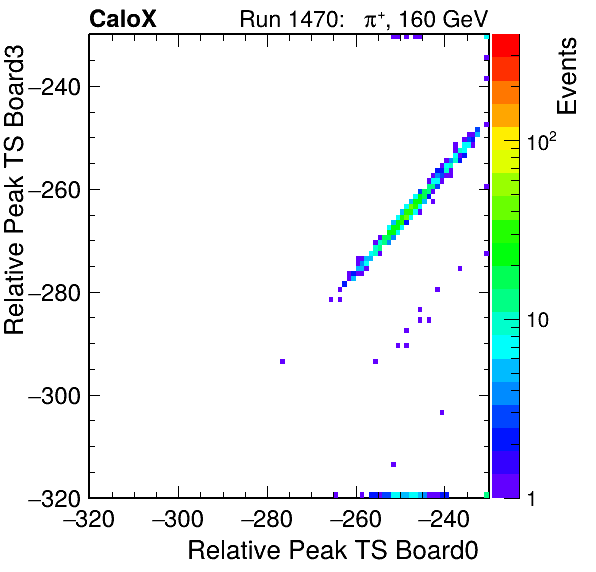 CaloX Run 1470: π+, 160 GeV
Relative Peak TS Board3
−240
−260
−280
−300
−320
−320 −300 −280 −260 −240
Relative Peak TS Board0
Events
10²
10
1